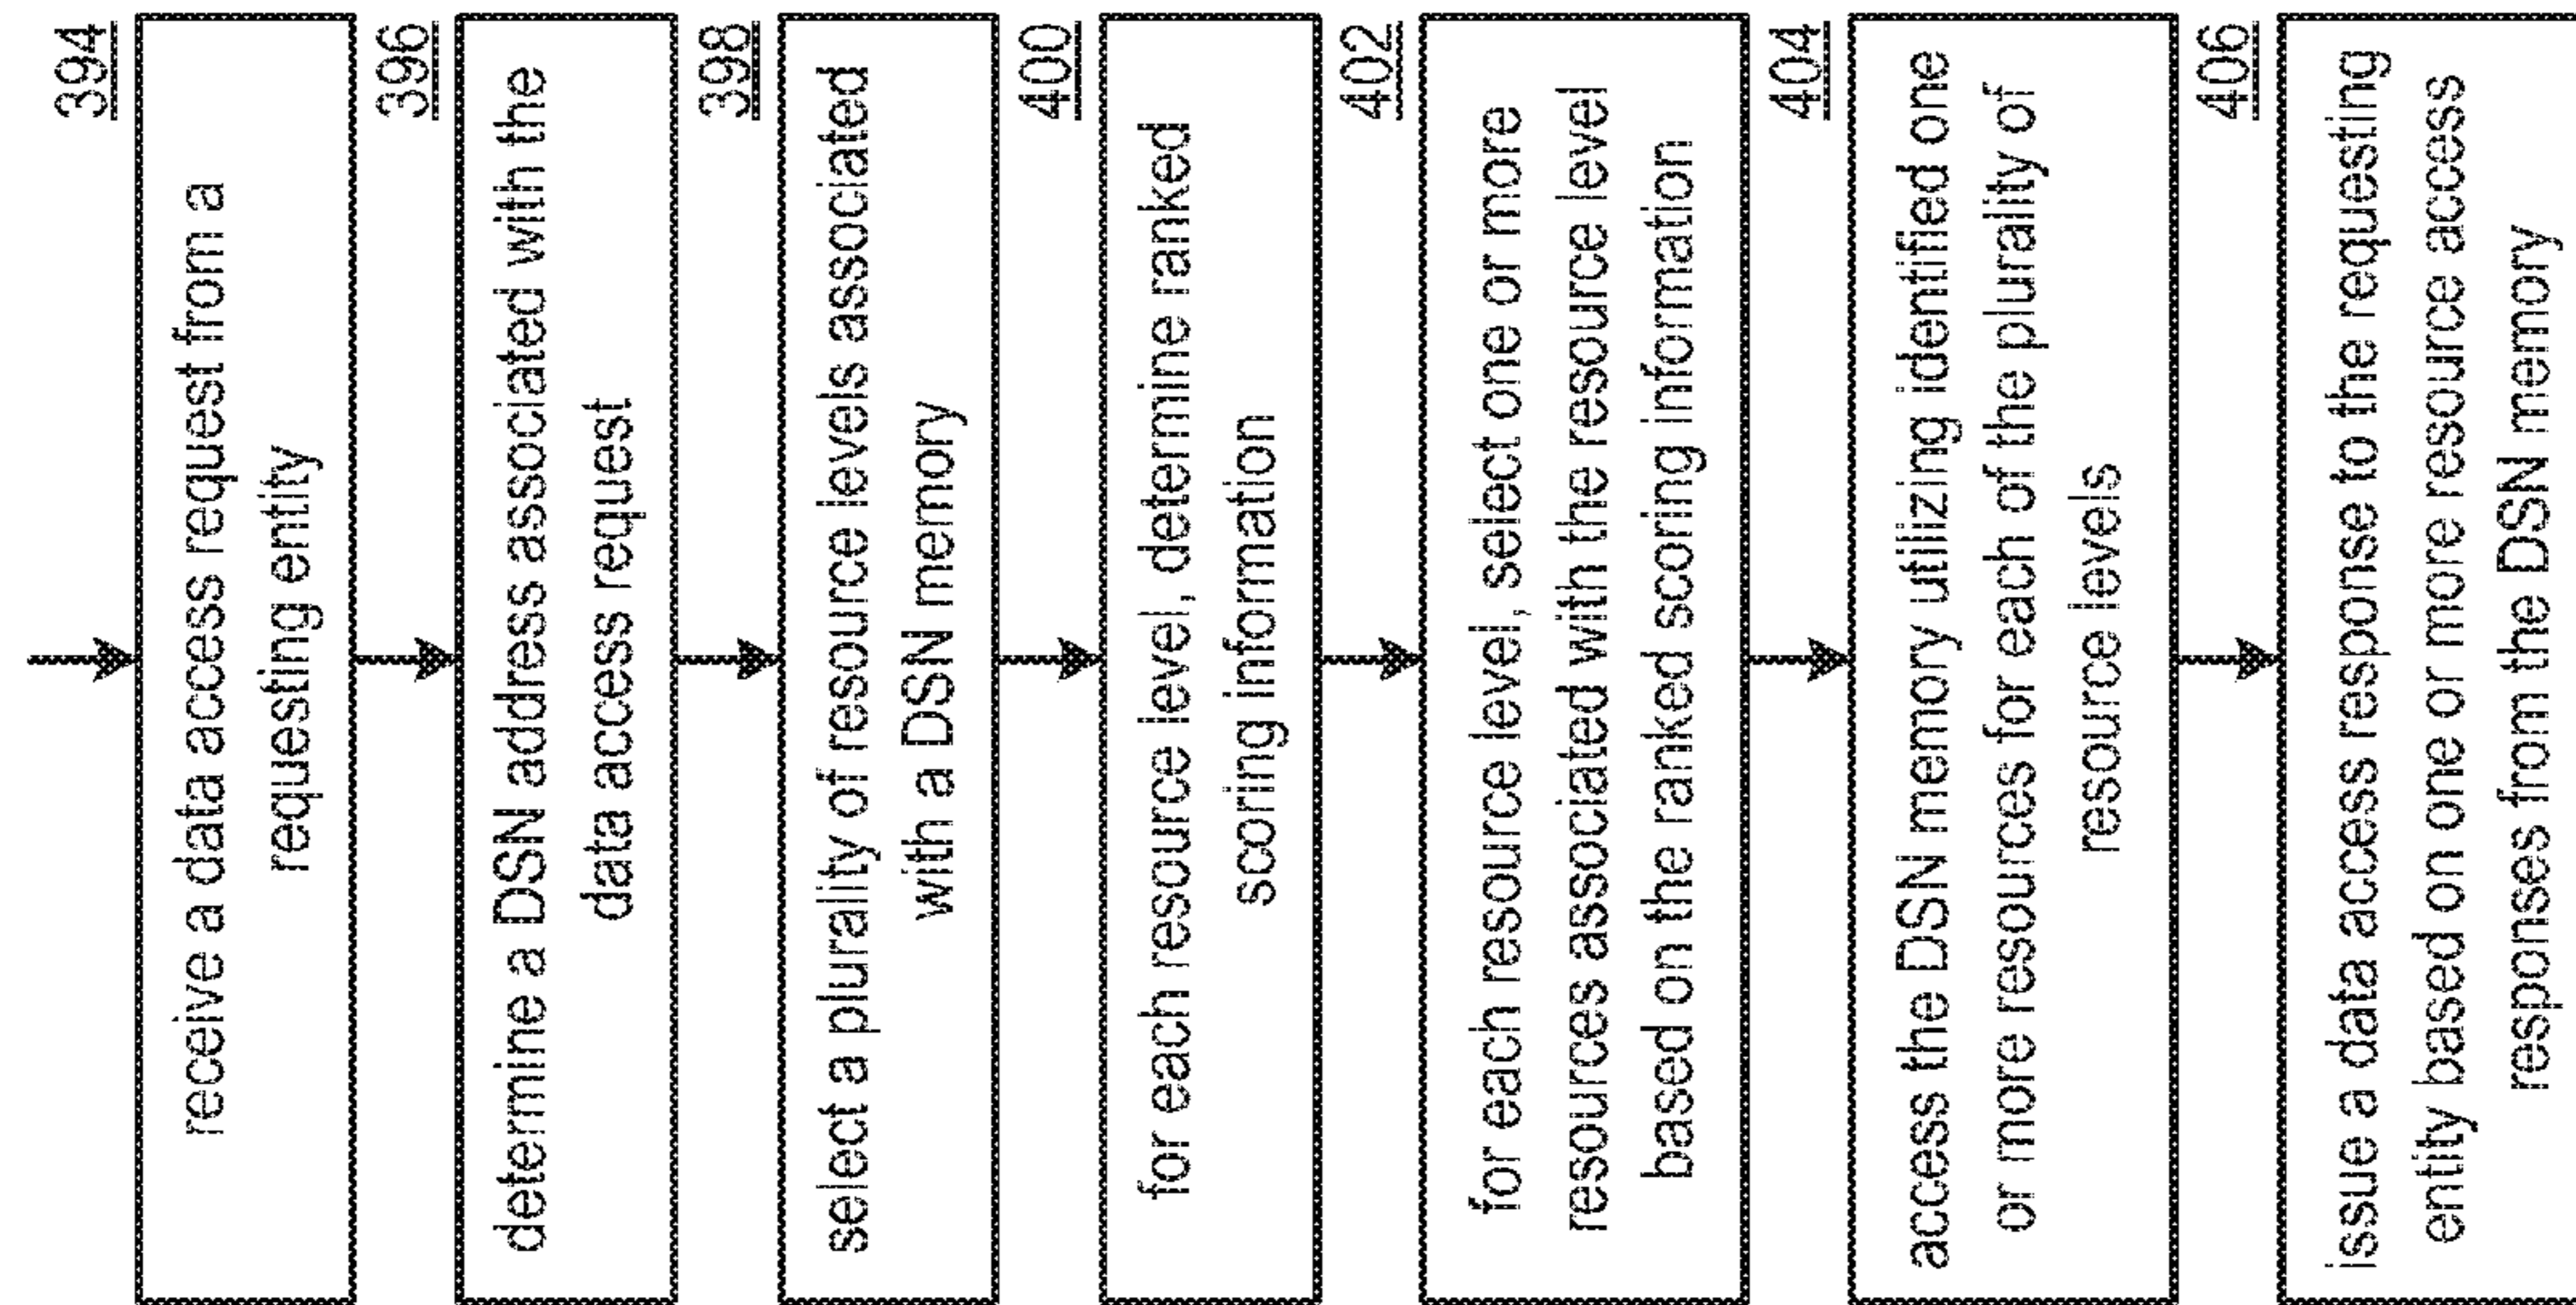 394
receive a data access request from a
requesting entity
396
determine a DSN address associated with the
data access request
398
select a plurality of resource levels associated
with a DSN memory
400
for each resource level, determine ranked
scoring information
402
for each resource level, select one or more
resources associated with the resource level
based on the ranked scoring information
404
access the DSN memory utilizing identified one
or more resources for each of the plurality of
resource levels
406
issue a data access response to the requesting
entity based on one or more resource access
responses from the DSN memory